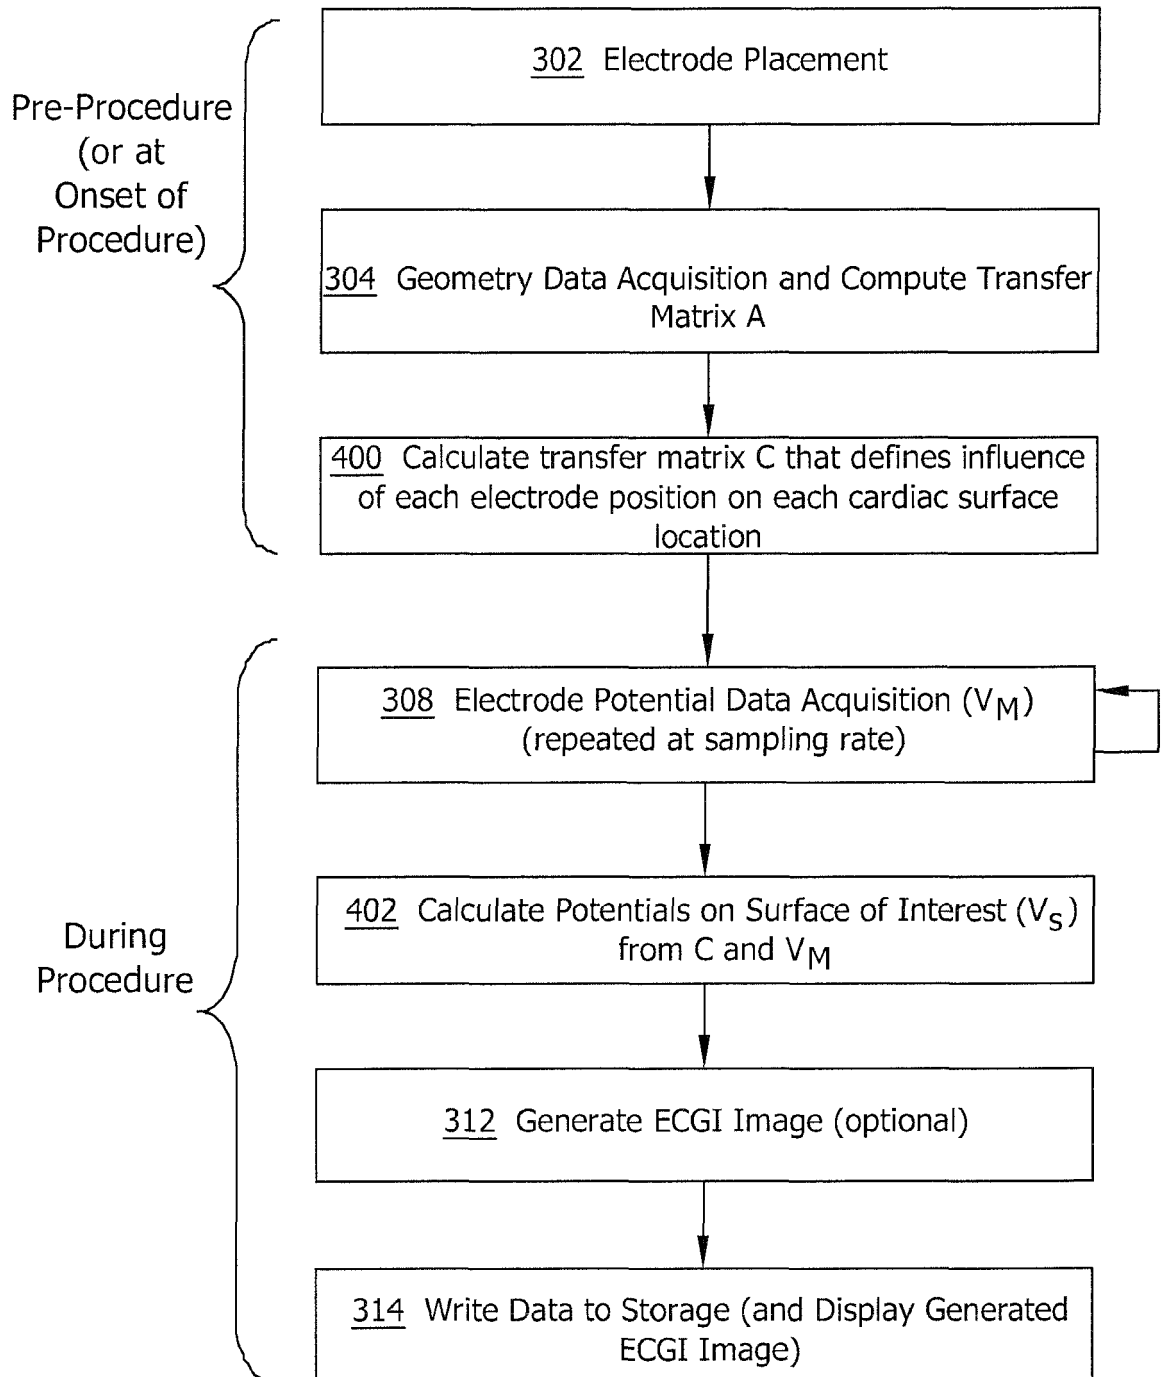 302 Electrode Placement
Pre-Procedure
(or at
Onset of
Procedure)
304 Geometry Data Acquisition and Compute Transfer
Matrix A
400 Calculate transfer matrix C that defines influence
of each electrode position on each cardiac surface
location
308 Electrode Potential Data Acquisition (VM)
(repeated at sampling rate)
402 Calculate Potentials on Surface of Interest (Vs)
from C and VM
During
Procedure
312 Generate ECGI Image (optional)
314 Write Data to Storage (and Display Generated
ECGI Image)